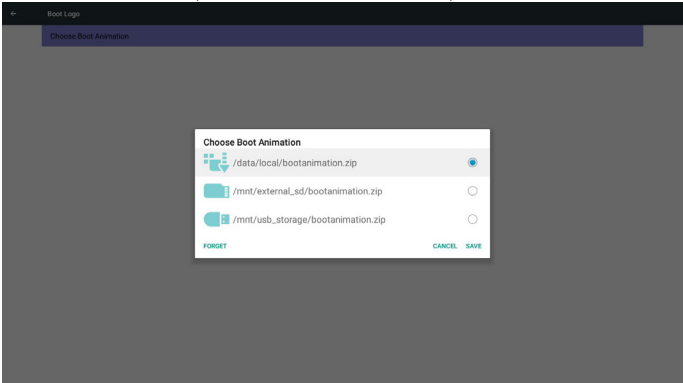 Boot Logo
Choose Boot Animation
Choose Boot Animation
/data/local/bootanimation.zip
/mnt/external_sd/bootanimation.zip
/mnt/usb_storage/bootanimation.zip
FORGET CANCEL SAVE